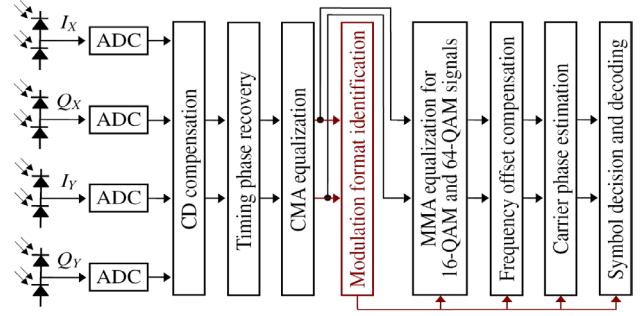 I_X
ADC
Q_X
ADC
I_Y
ADC
Q_Y
ADC
CD compensation
Timing phase recovery
CMA equalization
Modulation format identification
MMA equalization for
16-QAM and 64-QAM signals
Frequency offset compensation
Carrier phase estimation
Symbol decision and decoding